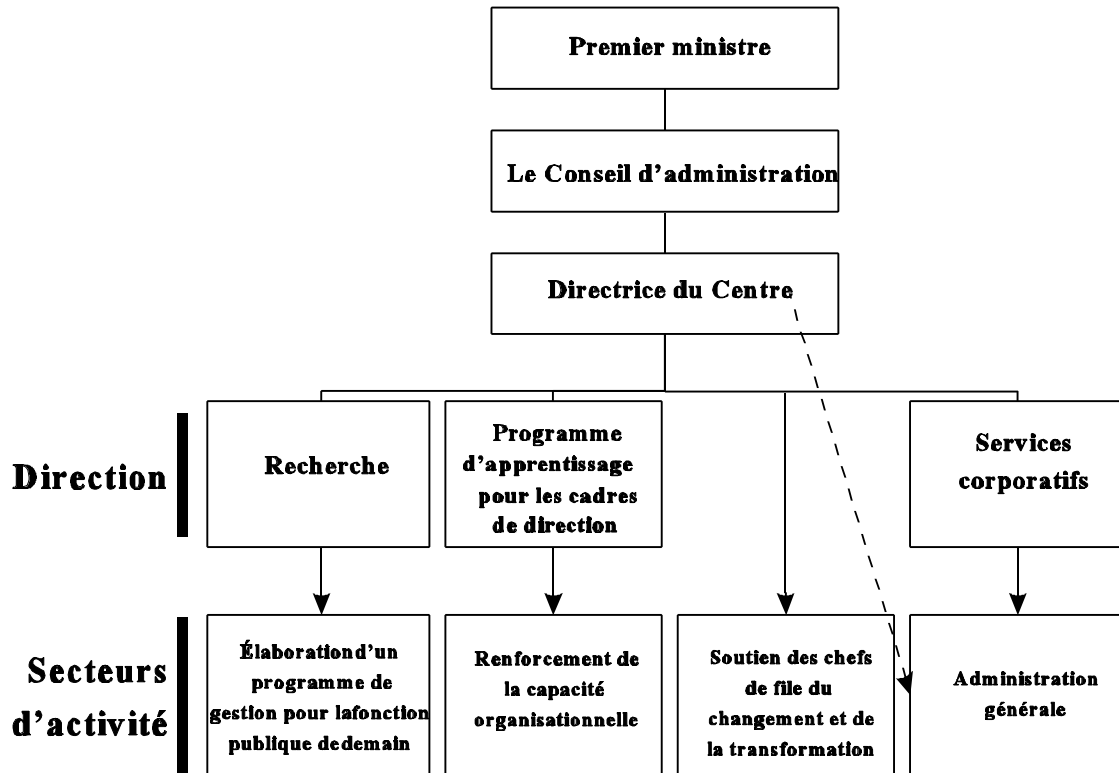 Premier ministre
Le Conseil d'administration
Directrice du Centre
Direction
Recherche
Programme
d'apprentissage
pour les cadres
de direction
Services
corporatifs
Secteurs
d'activité
Élaboration d'un
programme de
gestion pour lafonction
publique dedemain
Renforcement de
la capacité
organisationnelle
Soutien des chefs
de file du
changement et de
la transformation
Administration
générale